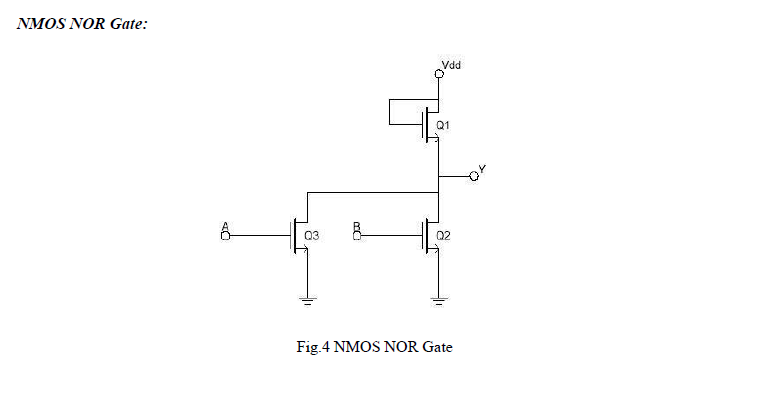 NMOS NOR Gate:
Vdd
Q1
Y
A
Q3
B
Q2
Fig.4 NMOS NOR Gate